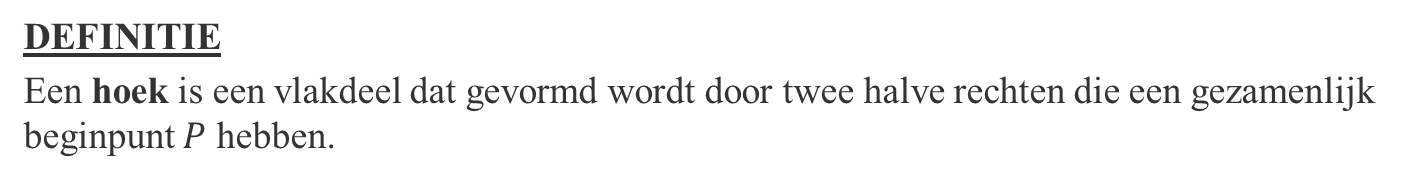 DEFINITIE
Een hoek is een vlakdeel dat gevormd wordt door twee halve rechten die een gezamenlijk
beginpunt P hebben.